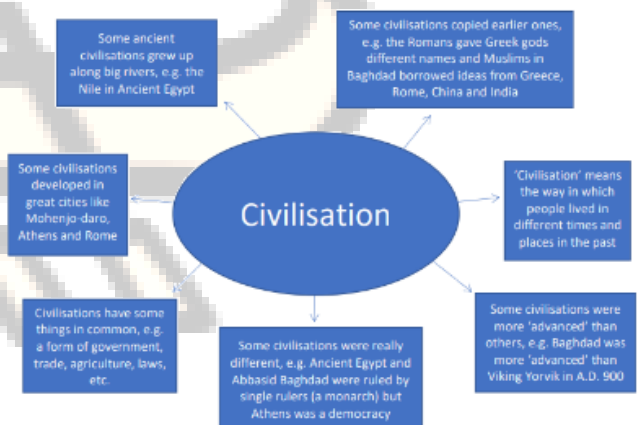 Some ancient
civilisations grew up
along big rivers, e.g. the
Nile in Ancient Egypt
Some civilisations copied earlier ones,
e.g. the Romans gave Greek gods
different names and Muslims in
Baghdad borrowed ideas from Greece,
Rome, China and India
Some civilisations
developed in
great cities like
Mohenjo-daro,
Athens and Rome
Civilisation
'Civilisation' means
the way in which
people lived in
different times and
places in the past
Civilisations have some
things in common, e.g.
a form of government,
trade, agriculture, laws,
etc.
Some civilisations were really
different, e.g. Ancient Egypt and
Abbasid Baghdad were ruled by
single rulers (a monarch) but
Athens was a democracy
Some civilisations were
more 'advanced' than
others, e.g. Baghdad was
more 'advanced' than
Viking Yorvik in A.D. 900